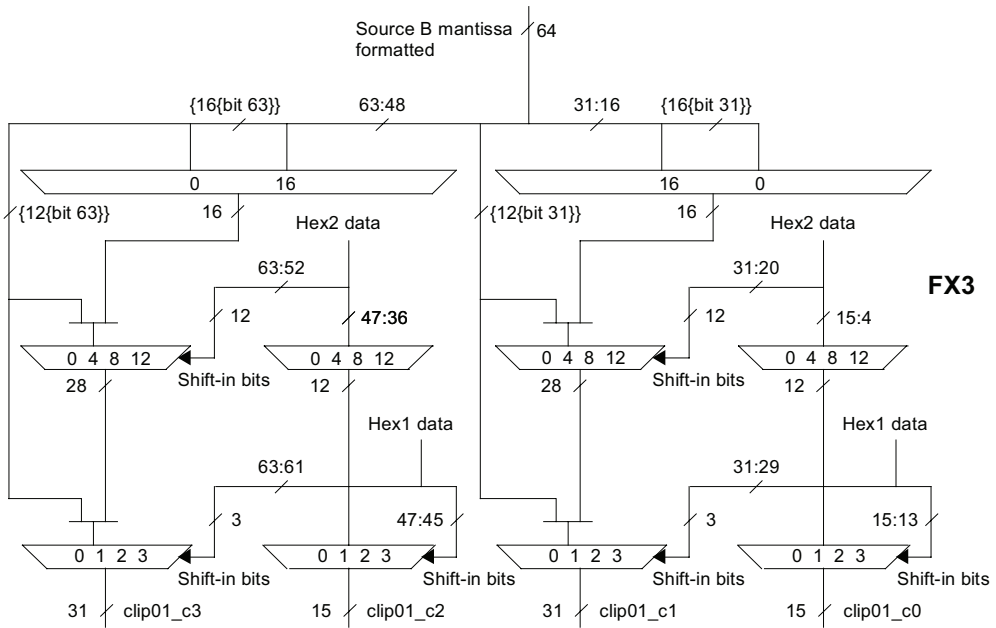 Source B mantissa
formatted
64
{16{bit 63}}
63:48
31:16
{16{bit 31}}
0 16
16 0
{12{bit 63}}
16
{12{bit 31}}
16
Hex2 data
Hex2 data
63:52
31:20
FX3
12
47:36
12
15:4
0 4 8 12
0 4 8 12
0 4 8 12
0 4 8 12
28
Shift-in bits
12
28
Shift-in bits
12
Hex1 data
Hex1 data
63:61
31:29
3
47:45
3
15:13
0 1 2 3
0 1 2 3
0 1 2 3
0 1 2 3
Shift-in bits
Shift-in bits
Shift-in bits
Shift-in bits
31
clip01_c3
15
clip01_c2
31
clip01_c1
15
clip01_c0